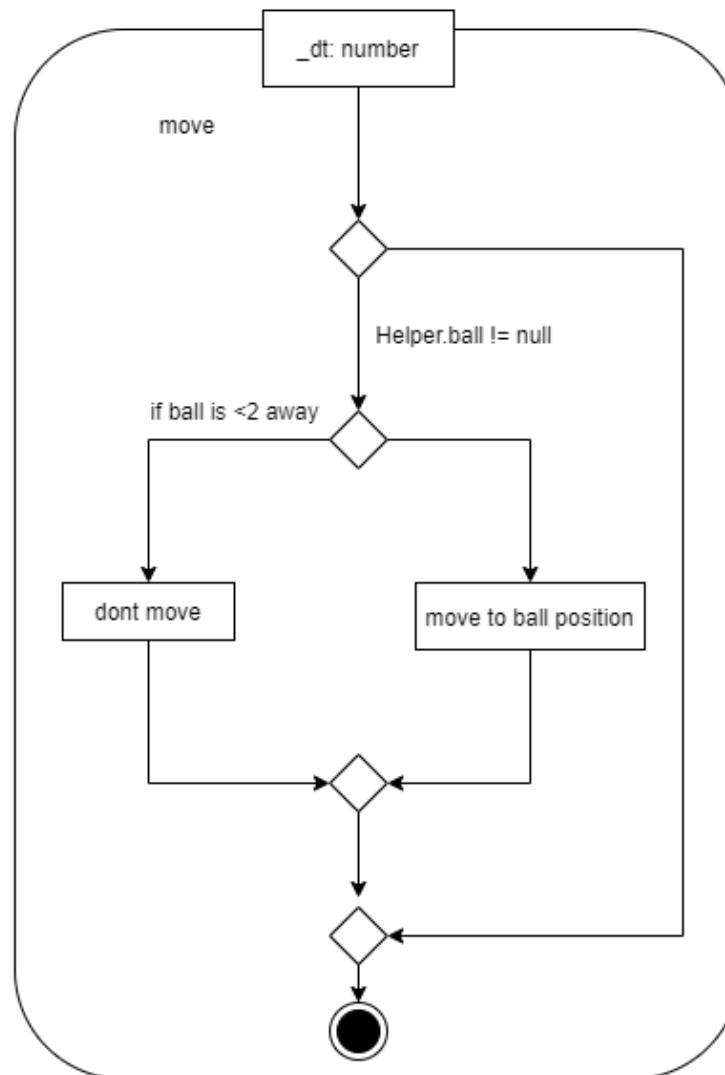 _dt: number
move
Helper.ball != null
if ball is <2 away
dont move
move to ball position